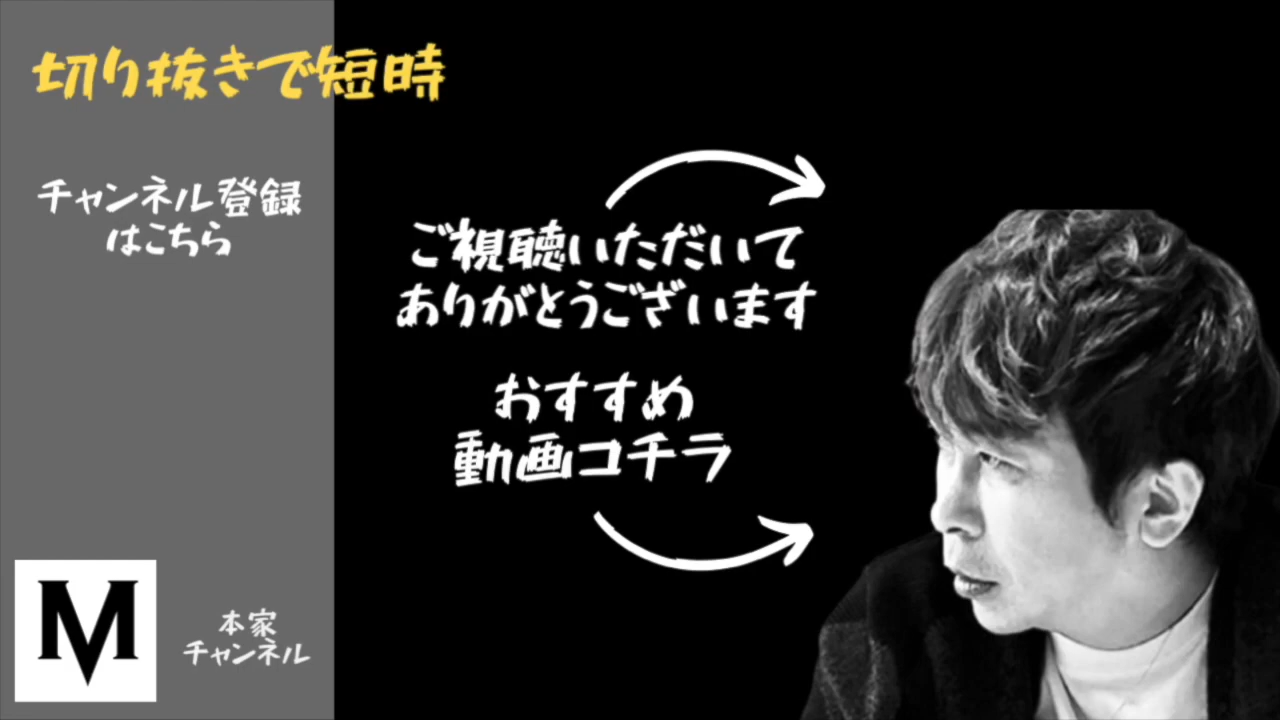 切り抜きで短時
チャンネル登録
はこちら
ご視聴いただいて
ありがとうございます
おすすめ
動画コチラ
M
本家
チャンネル